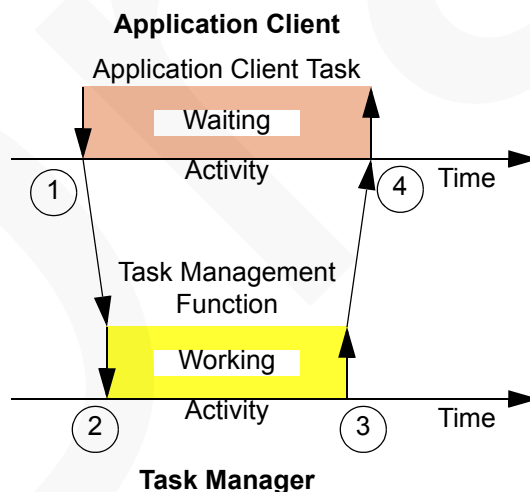 Application Client
Application Client Task
Waiting
Activity
1
4
Time
Task Management
Function
Working
Activity
2
3
Time
Task Manager